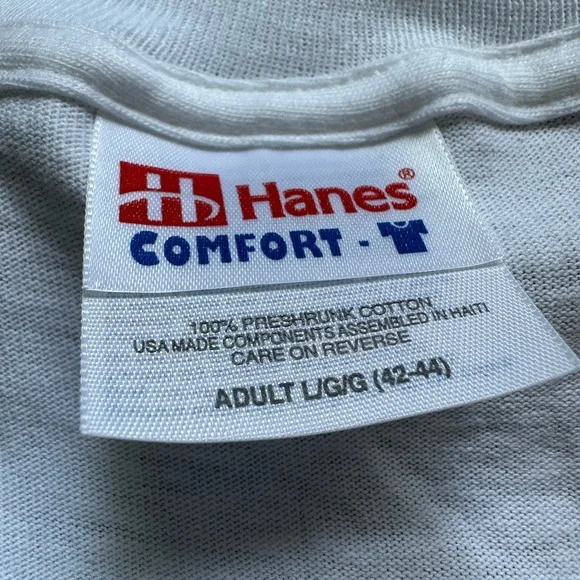 Hanes®
COMFORT -
100% PRESHRUNK COTTON
USA MADE COMPONENTS ASSEMBLED IN HAITI
CARE ON REVERSE
ADULT L/G/G (42-44)